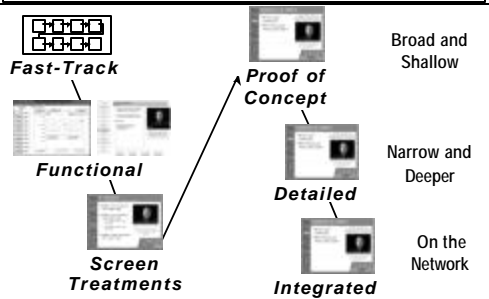 Fast-Track
Functional
Screen
Treatments
Proof of
Concept
Detailed
Integrated
Broad and
Shallow
Narrow and
Deeper
On the
Network